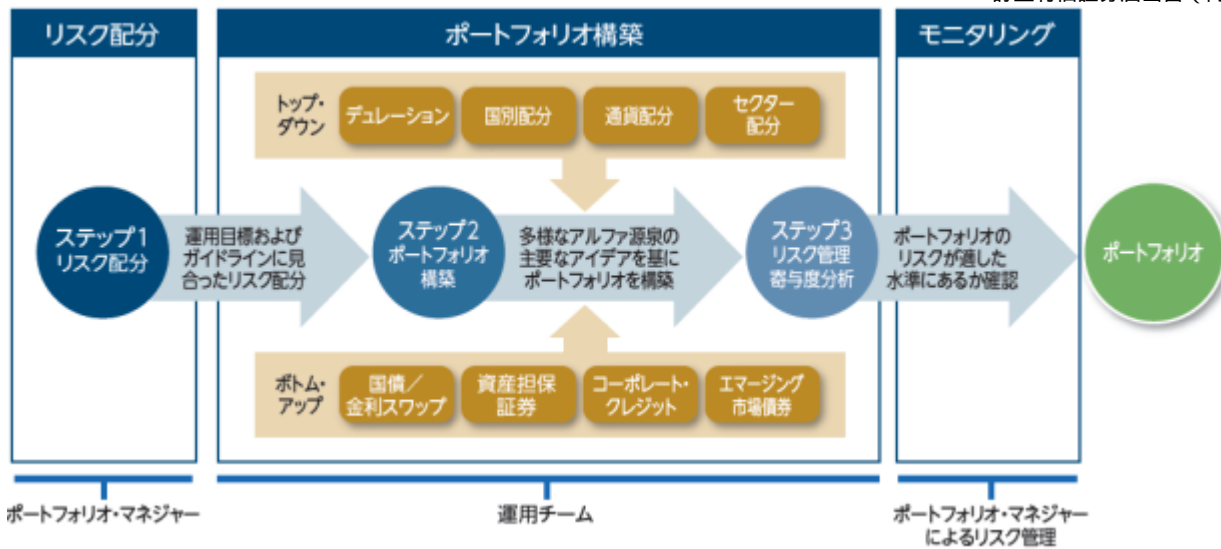 リスク配分
ポートフォリオ構築
モニタリング
トップ・
ダウン
デュレーション
国別配分
通貨配分
セクター
配分
ステップ1
リスク配分
運用目標および
ガイドラインに見
合ったリスク配分
ステップ2
ポートフォリオ
構築
多様なアルファ源泉の
主要なアイデアを基に
ポートフォリオを構築
ステップ3
リスク管理
寄与度分析
ポートフォリオの
リスクが適した
水準にあるか確認
ポートフォリオ
ボトム・
アップ
国債／
金利スワップ
資産担保
証券
コーポレート・
クレジット
エマージング
市場債券
ポートフォリオ・マネジャー
運用チーム
ポートフォリオ・マネジャー
によるリスク管理